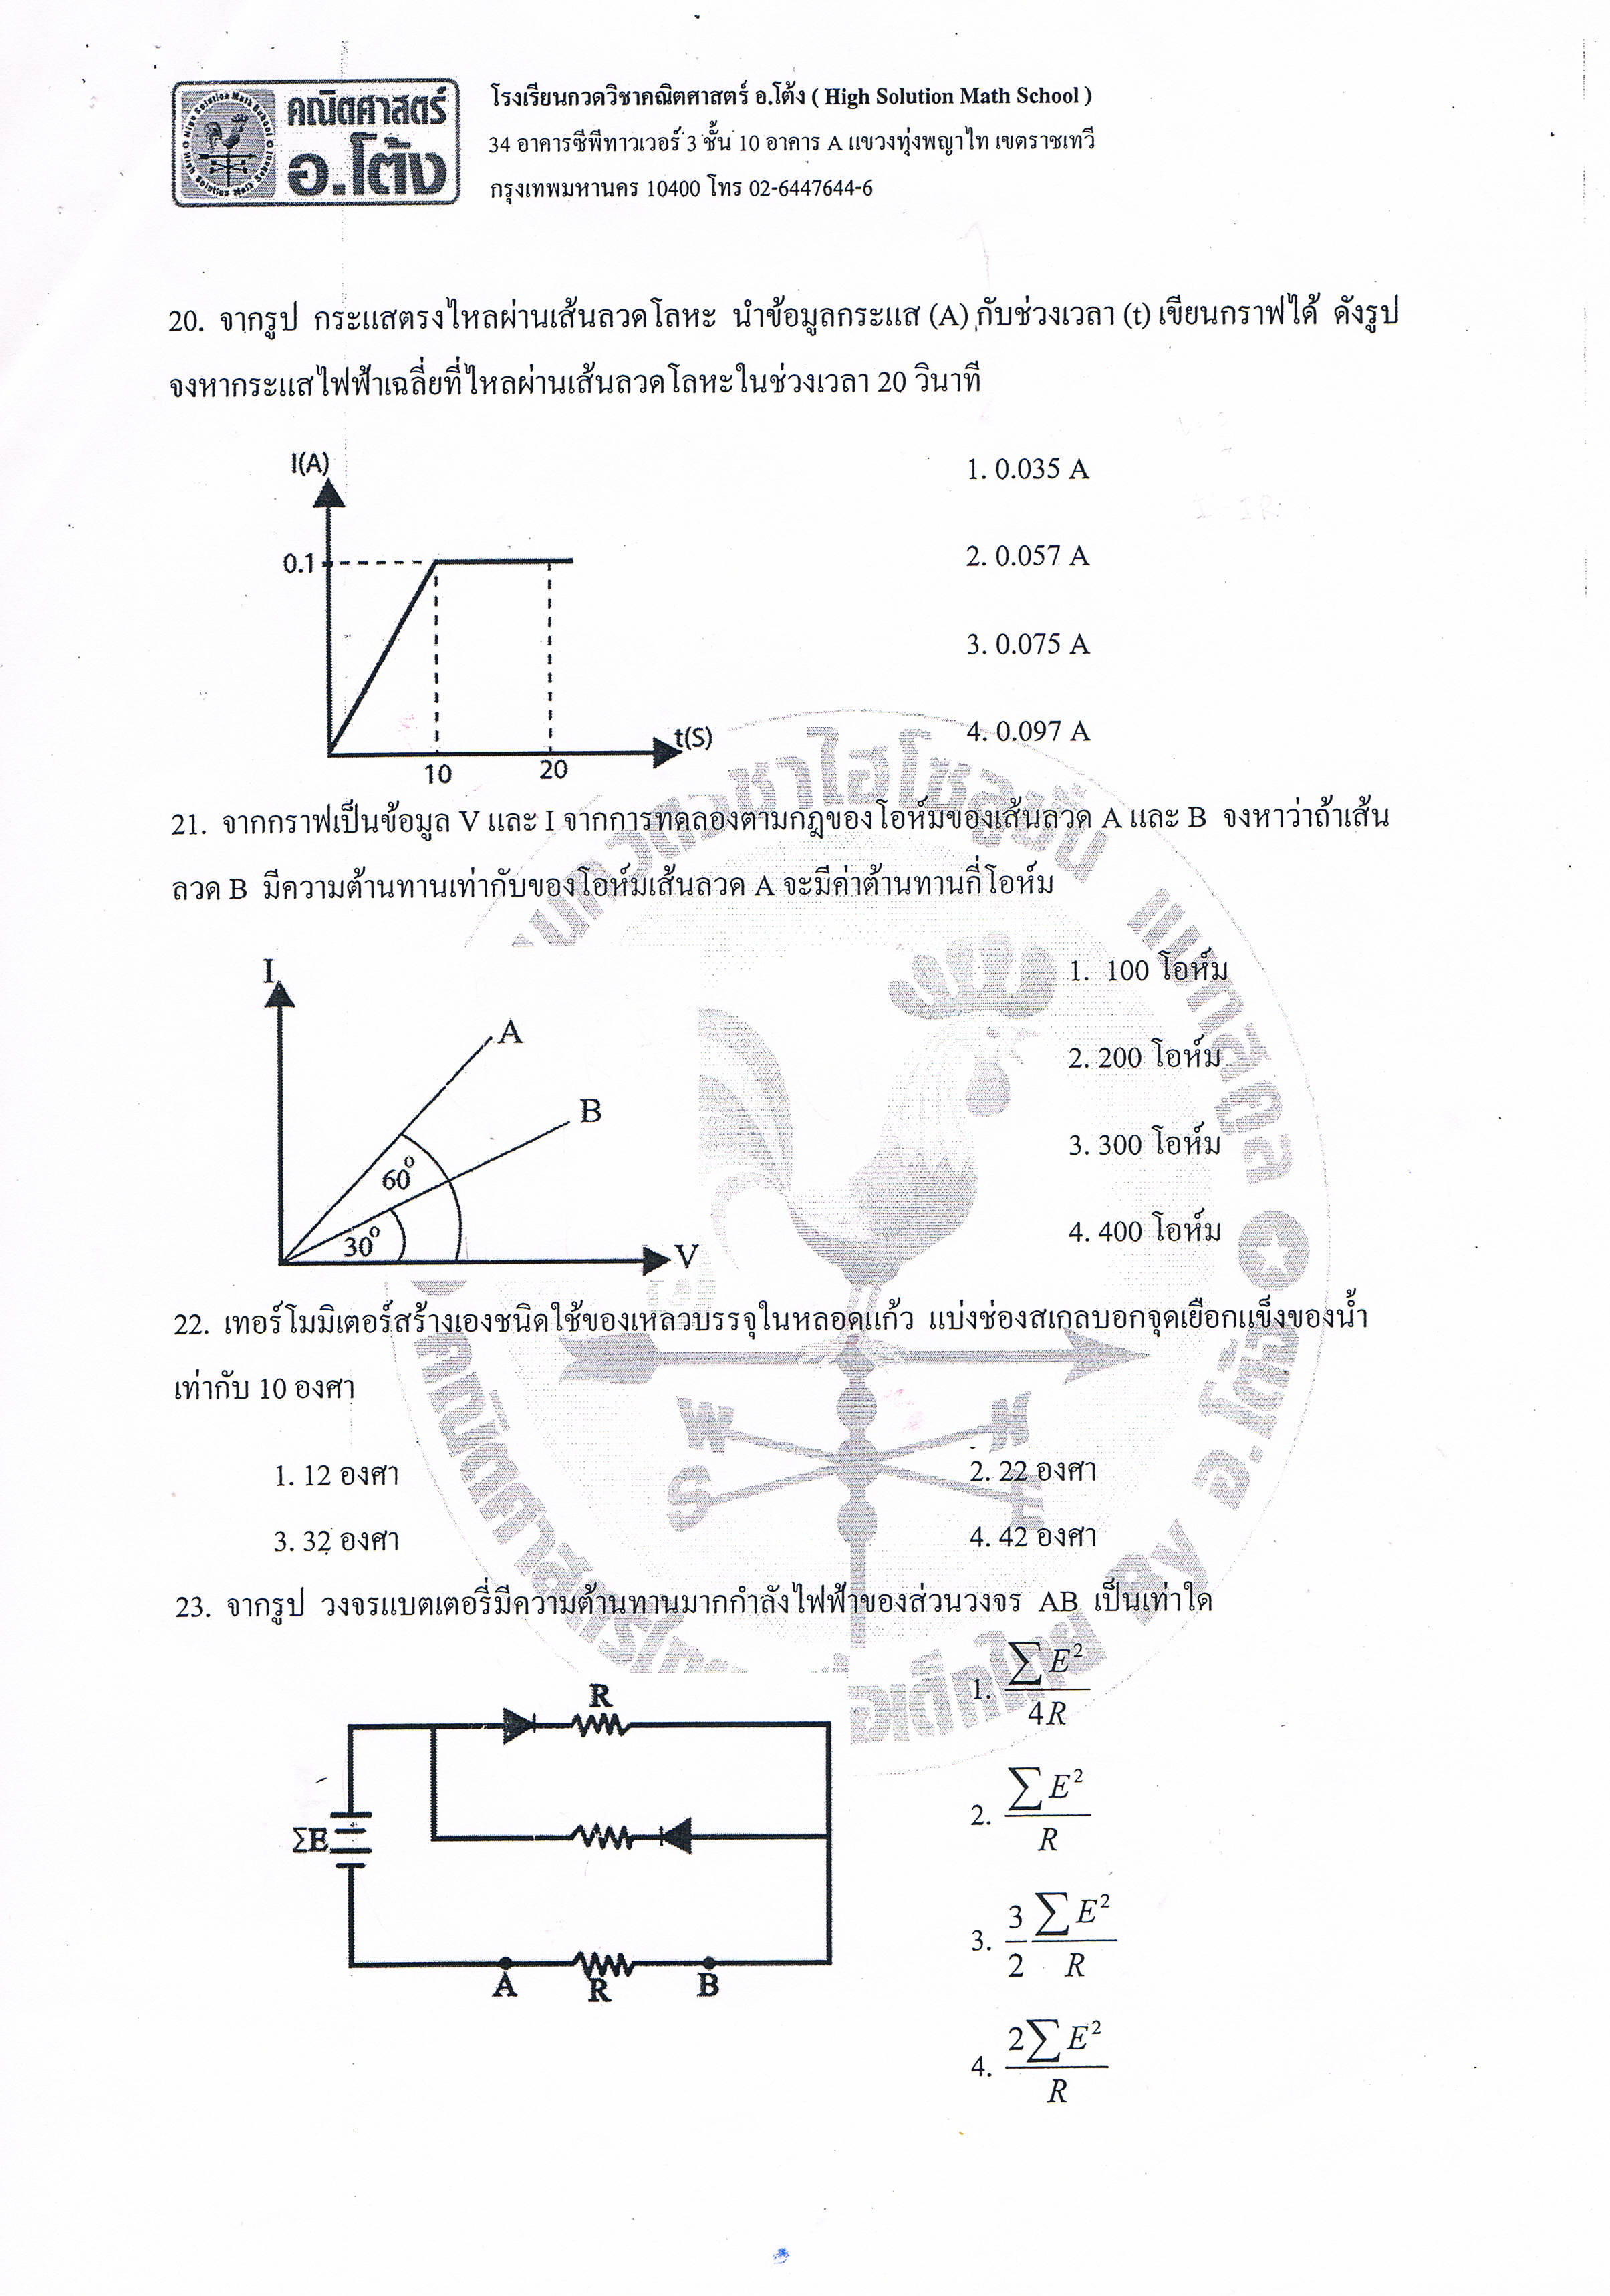 คณิตศาสตร์
อ.โต้ง
High Solution Math School
โรงเรียนกวดวิชาคณิตศาสตร์ อ.โต้ง ( High Solution Math School )
34 อาคารซีพีทาวเวอร์ 3 ชั้น 10 อาคาร A แขวงทุ่งพญาไท เขตราชเทวี
กรุงเทพมหานคร 10400 โทร 02-6447644-6
20. จากรูป กระแสตรงไหลผ่านเส้นลวดโลหะ นำข้อมูลกระแส (A) กับช่วงเวลา (t) เขียนกราฟได้ ดังรูป
จงหากระแสไฟฟ้าเฉลี่ยที่ไหลผ่านเส้นลวดโลหะในช่วงเวลา 20 วินาที
I(A)
0.1
10
20
t(S)
1. 0.035 A
2. 0.057 A
3. 0.075 A
4. 0.097 A
21. จากกราฟเป็นข้อมูล V และ I จากการทดลองตามกฎของโอห์มของเส้นลวด A และ B จงหาว่าถ้าเส้น
ลวด B มีความต้านทานเท่ากับของโอห์มเส้นลวด A จะมีค่าต้านทานกี่โอห์ม
I
A
B
60°
30°
V
1. 100 โอห์ม
2. 200 โอห์ม
3. 300 โอห์ม
4. 400 โอห์ม
22. เทอร์โมมิเตอร์สร้างเองชนิดใช้ของเหลวบรรจุในหลอดแก้ว แบ่งช่องสเกลบอกจุดเยือกแข็งของน้ำ
เท่ากับ 10 องศา
1. 12 องศา
2. 22 องศา
3. 32 องศา
4. 42 องศา
W N
S E
23. จากรูป วงจรแบตเตอรี่มีความต้านทานมากกำลังไฟฟ้าของส่วนวงจร AB เป็นเท่าใด
R
ΣE
A
R
B
1. ∑E² / 4R
2. ∑E² / R
3. 3/2 ∑E² / R
4. 2∑E² / R